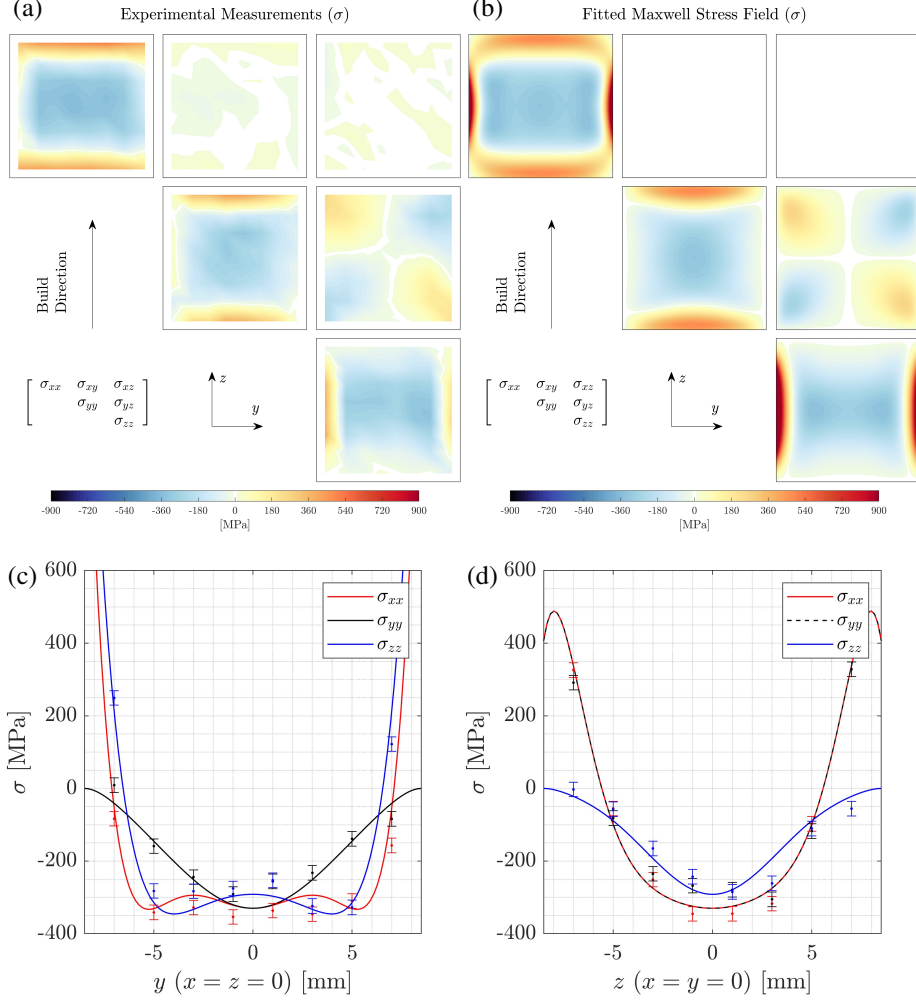 (a)
Experimental Measurements (σ)
(b)
Fitted Maxwell Stress Field (σ)
Build
Direction
Build
Direction
σxx σxy σxz
σyy σyz
σzz
z
y
σxx σxy σxz
σyy σyz
σzz
z
y
-900 -720 -540 -360 -180 0 180 360 540 720 900
[MPa]
-900 -720 -540 -360 -180 0 180 360 540 720 900
[MPa]
(c)
600
400
200
0
-200
-400
σ [MPa]
σxx
σyy
σzz
-5 0 5
y (x = z = 0) [mm]
(d)
600
400
200
0
-200
-400
σ [MPa]
σxx
σyy
σzz
-5 0 5
z (x = y = 0) [mm]